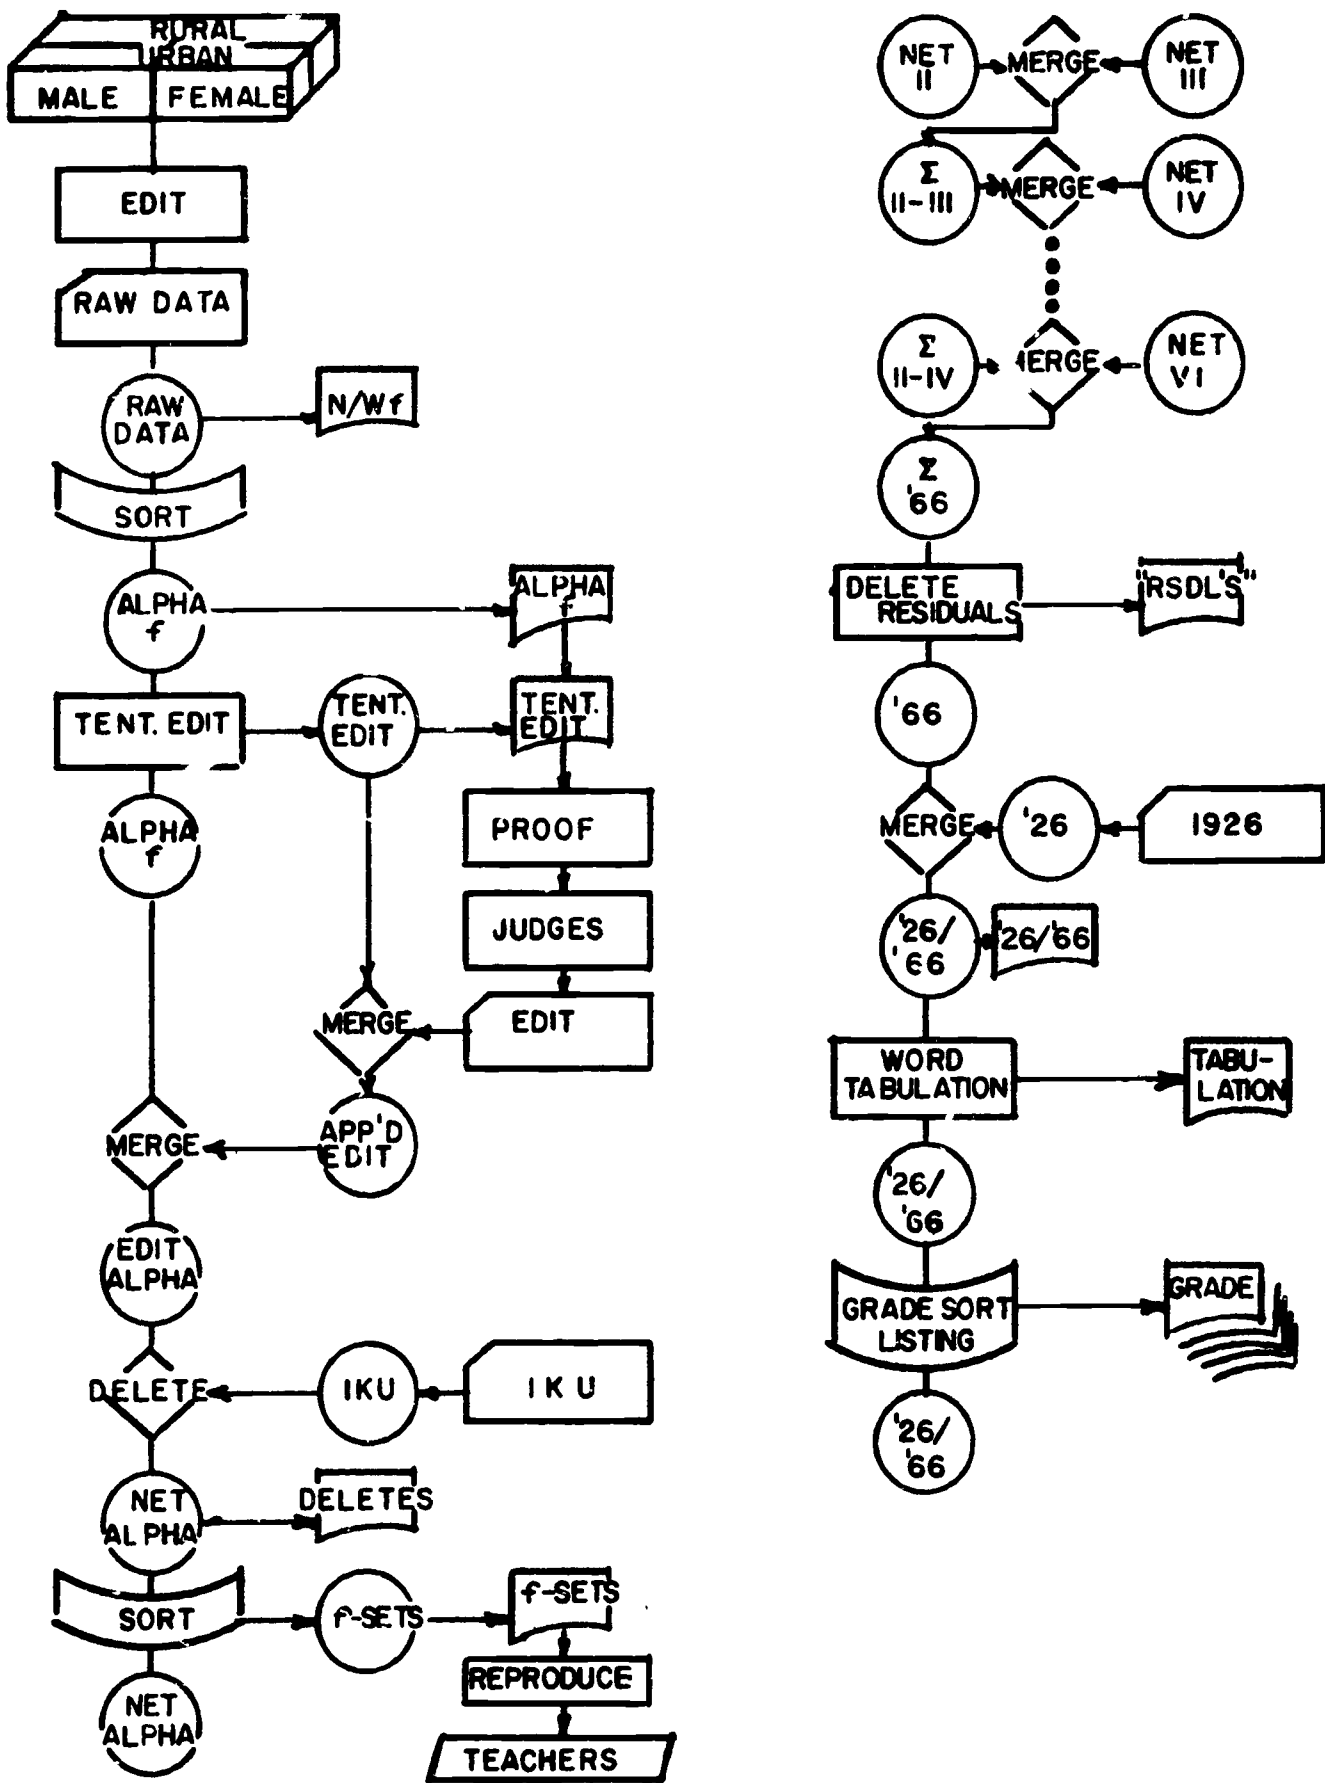 RURAL
URBAN
MALE FEMALE
EDIT
RAW DATA
RAW
DATA
N/Wf
SORT
ALPHA
f
ALPHA
f
TENT. EDIT
TENT.
EDIT
TENT.
EDIT
ALPHA
f
PROOF
JUDGES
EDIT
MERGE
APP'D
EDIT
MERGE
EDIT
ALPHA
DELETE
IKU
IKU
NET
ALPHA
DELETES
SORT
f-SETS
f-SETS
REPRODUCE
TEACHERS
NET
ALPHA
NET
II
MERGE
NET
III
Σ
II-III
MERGE
NET
IV
Σ
II-IV
MERGE
NET
VI
Σ
'66
DELETE
RESIDUALS
"RSDL'S"
'66
MERGE
'26
1926
'26/
'66
'26/'66
WORD
TABULATION
TABU-
LATION
'26/
'66
GRADE SORT
LISTING
GRADE
'26/
'66